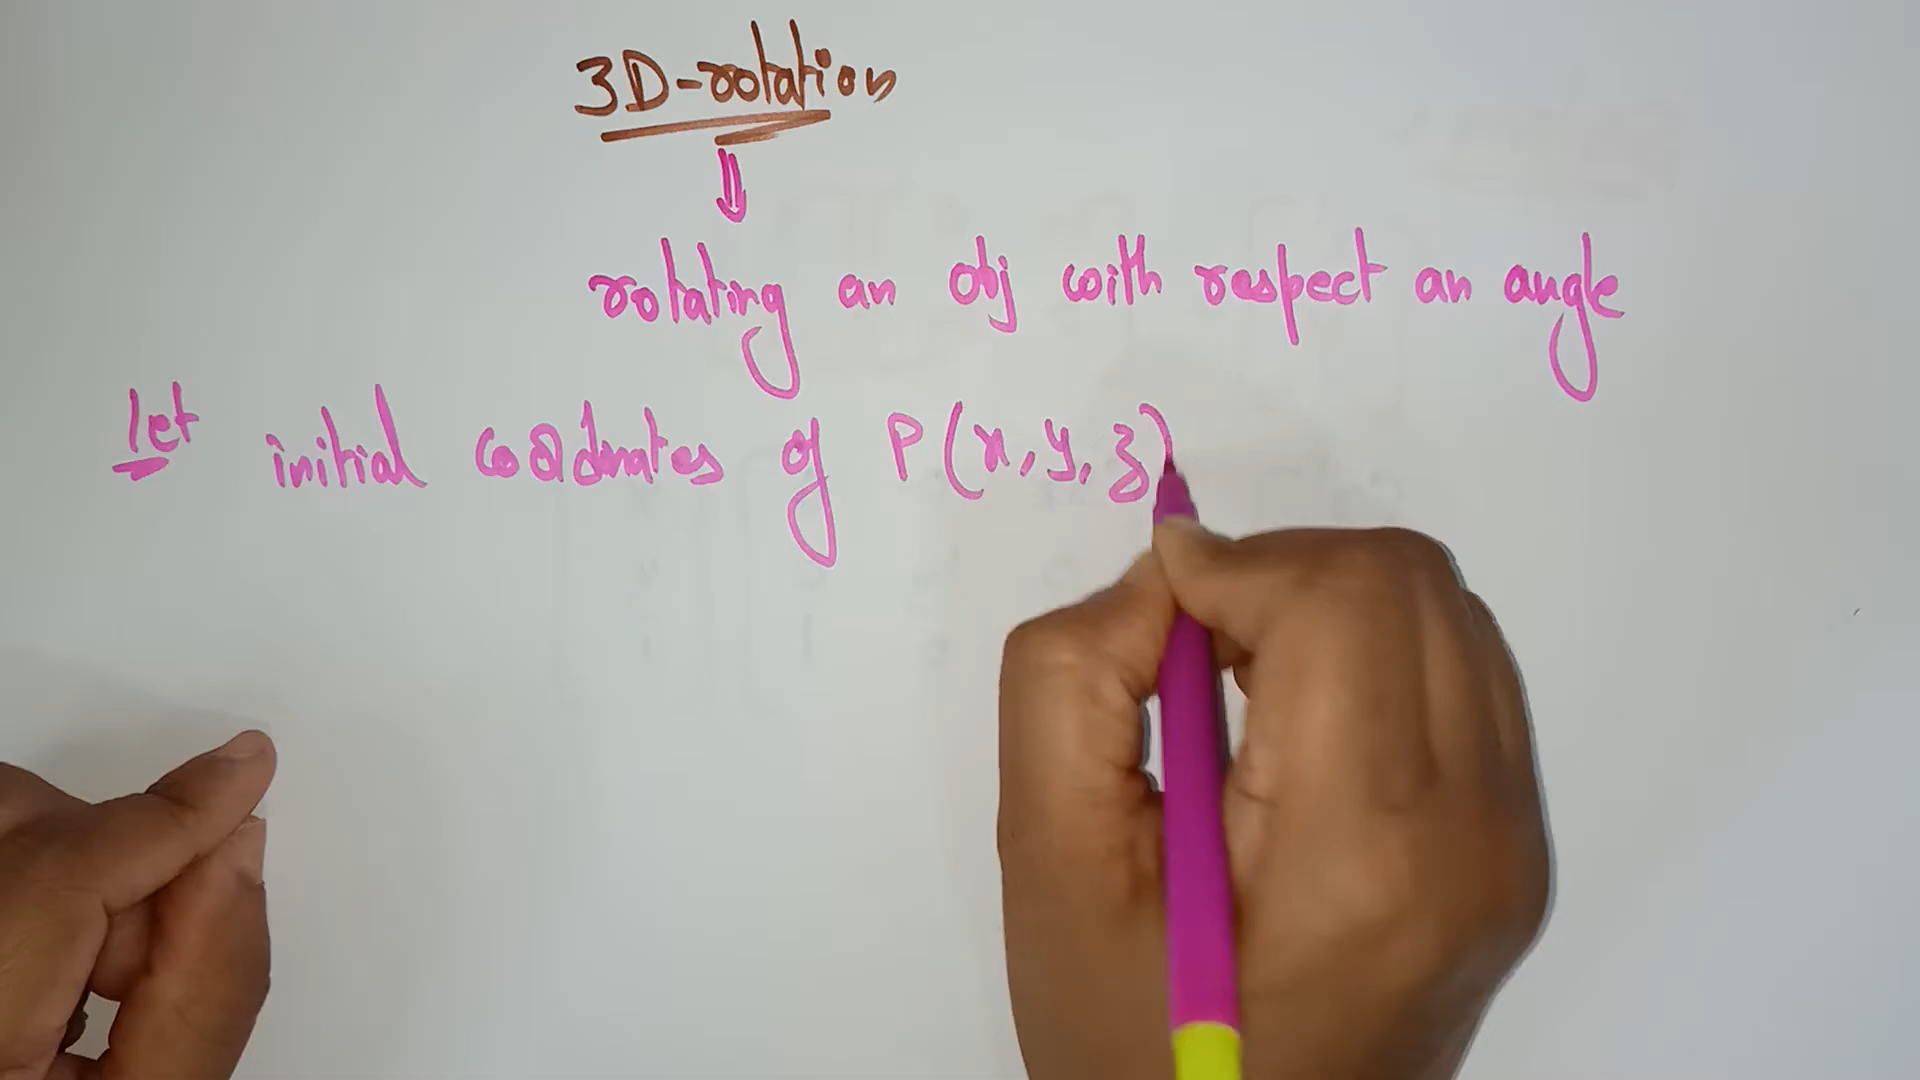 3D-rotation
rotating an obj with respect an angle
let initial coordinates of P(x, y, z)